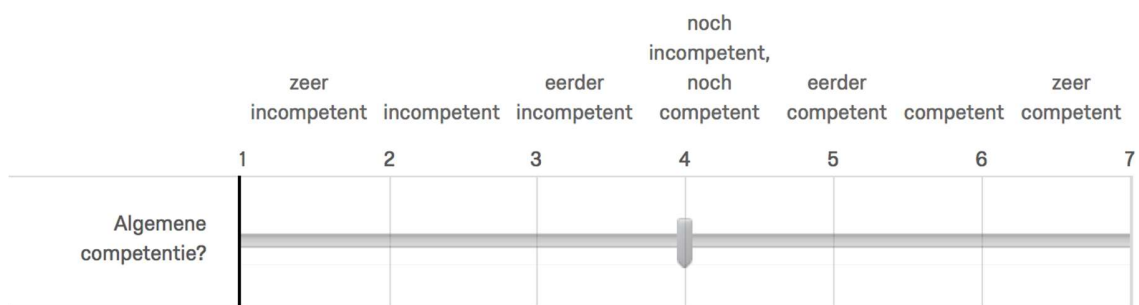 noch
incompetent,
zeer eerder noch eerder zeer
incompetent incompetent incompetent competent competent competent competent
1 2 3 4 5 6 7
Algemene
competentie?